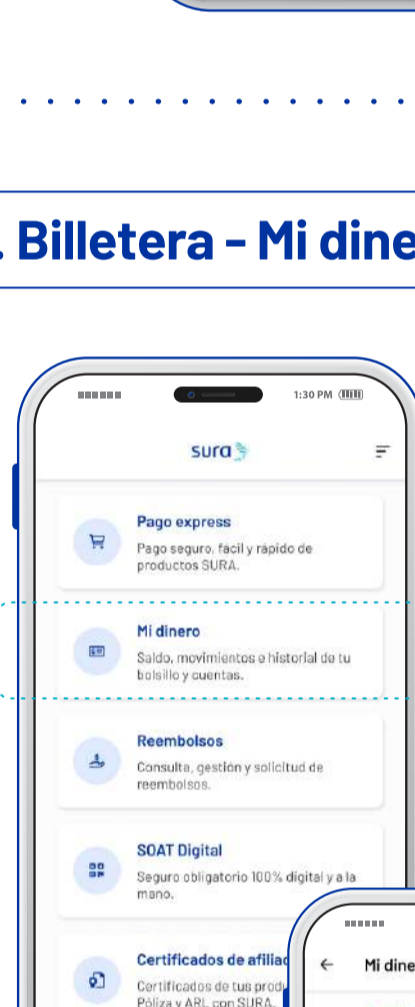 . Billetera - Mi dine
1:30 PM
sura
Pago express
Pago seguro, fácil y rápido de
productos SURA.
Mi dinero
Saldo, movimientos e historial de tu
bolsillo y cuentas.
Reembolsos
Consulta, gestión y solicitud de
reembolsos.
SOAT Digital
Seguro obligatorio 100% digital y a la
mano.
Certificados de afiliac
Certificados de tus produ
Póliza y ARL con SURA.
Mi dine